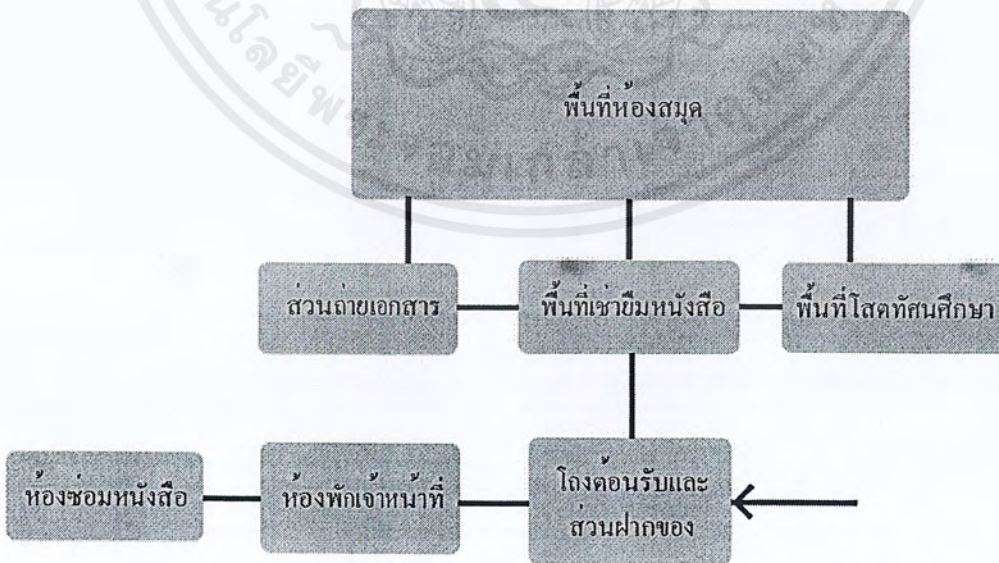 พื้นที่ห้องสมุด
ส่วนถ่ายเอกสาร
พื้นที่เช่ายืมหนังสือ
พื้นที่โสตทัศนศึกษา
ห้องซ่อมหนังสือ
ห้องพักเจ้าหน้าที่
โถงต้อนรับและ
ส่วนฝากของ